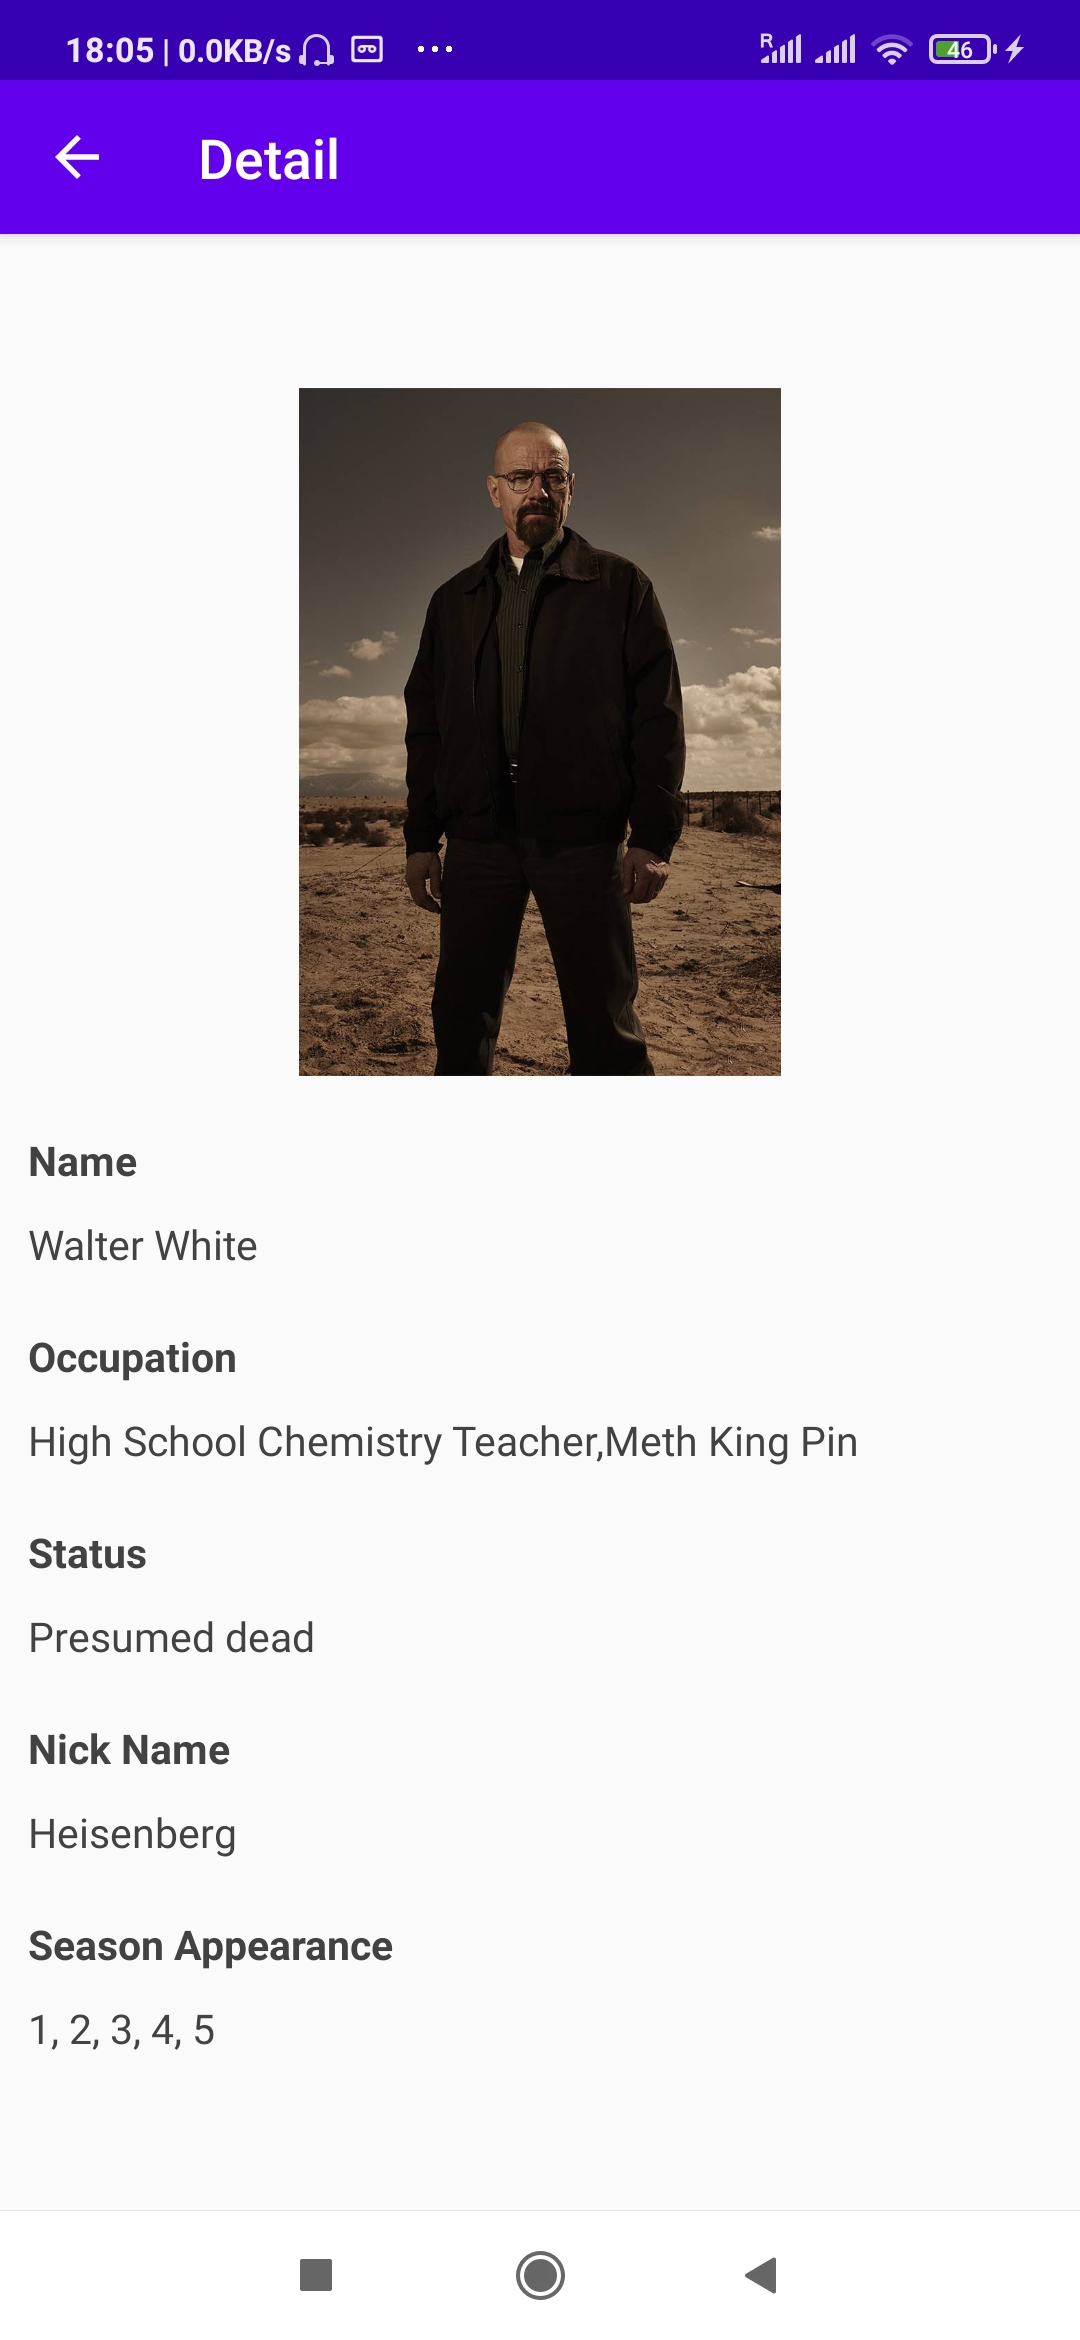 18:05 | 0.0KB/s ... R 46
Detail
Name
Walter White
Occupation
High School Chemistry Teacher,Meth King Pin
Status
Presumed dead
Nick Name
Heisenberg
Season Appearance
1, 2, 3, 4, 5